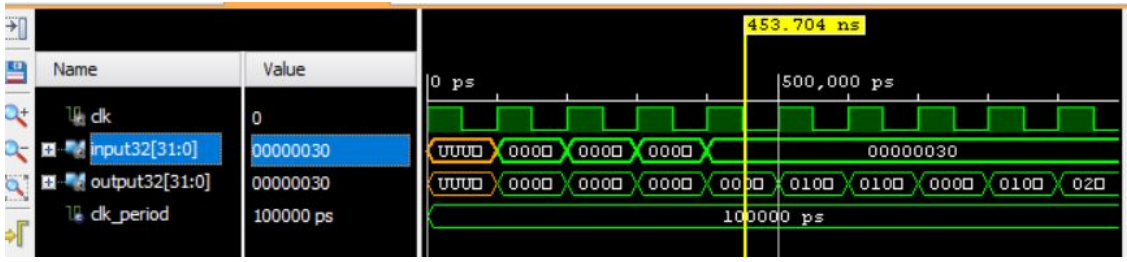 453.704 ns
Name Value
0 ps 500,000 ps
clk 0
input32[31:0] 00000030 UUU 000 000 000 00000030
output32[31:0] 00000030 UUU 000 000 000 000 010 010 000 010 02
clk_period 100000 ps 100000 ps